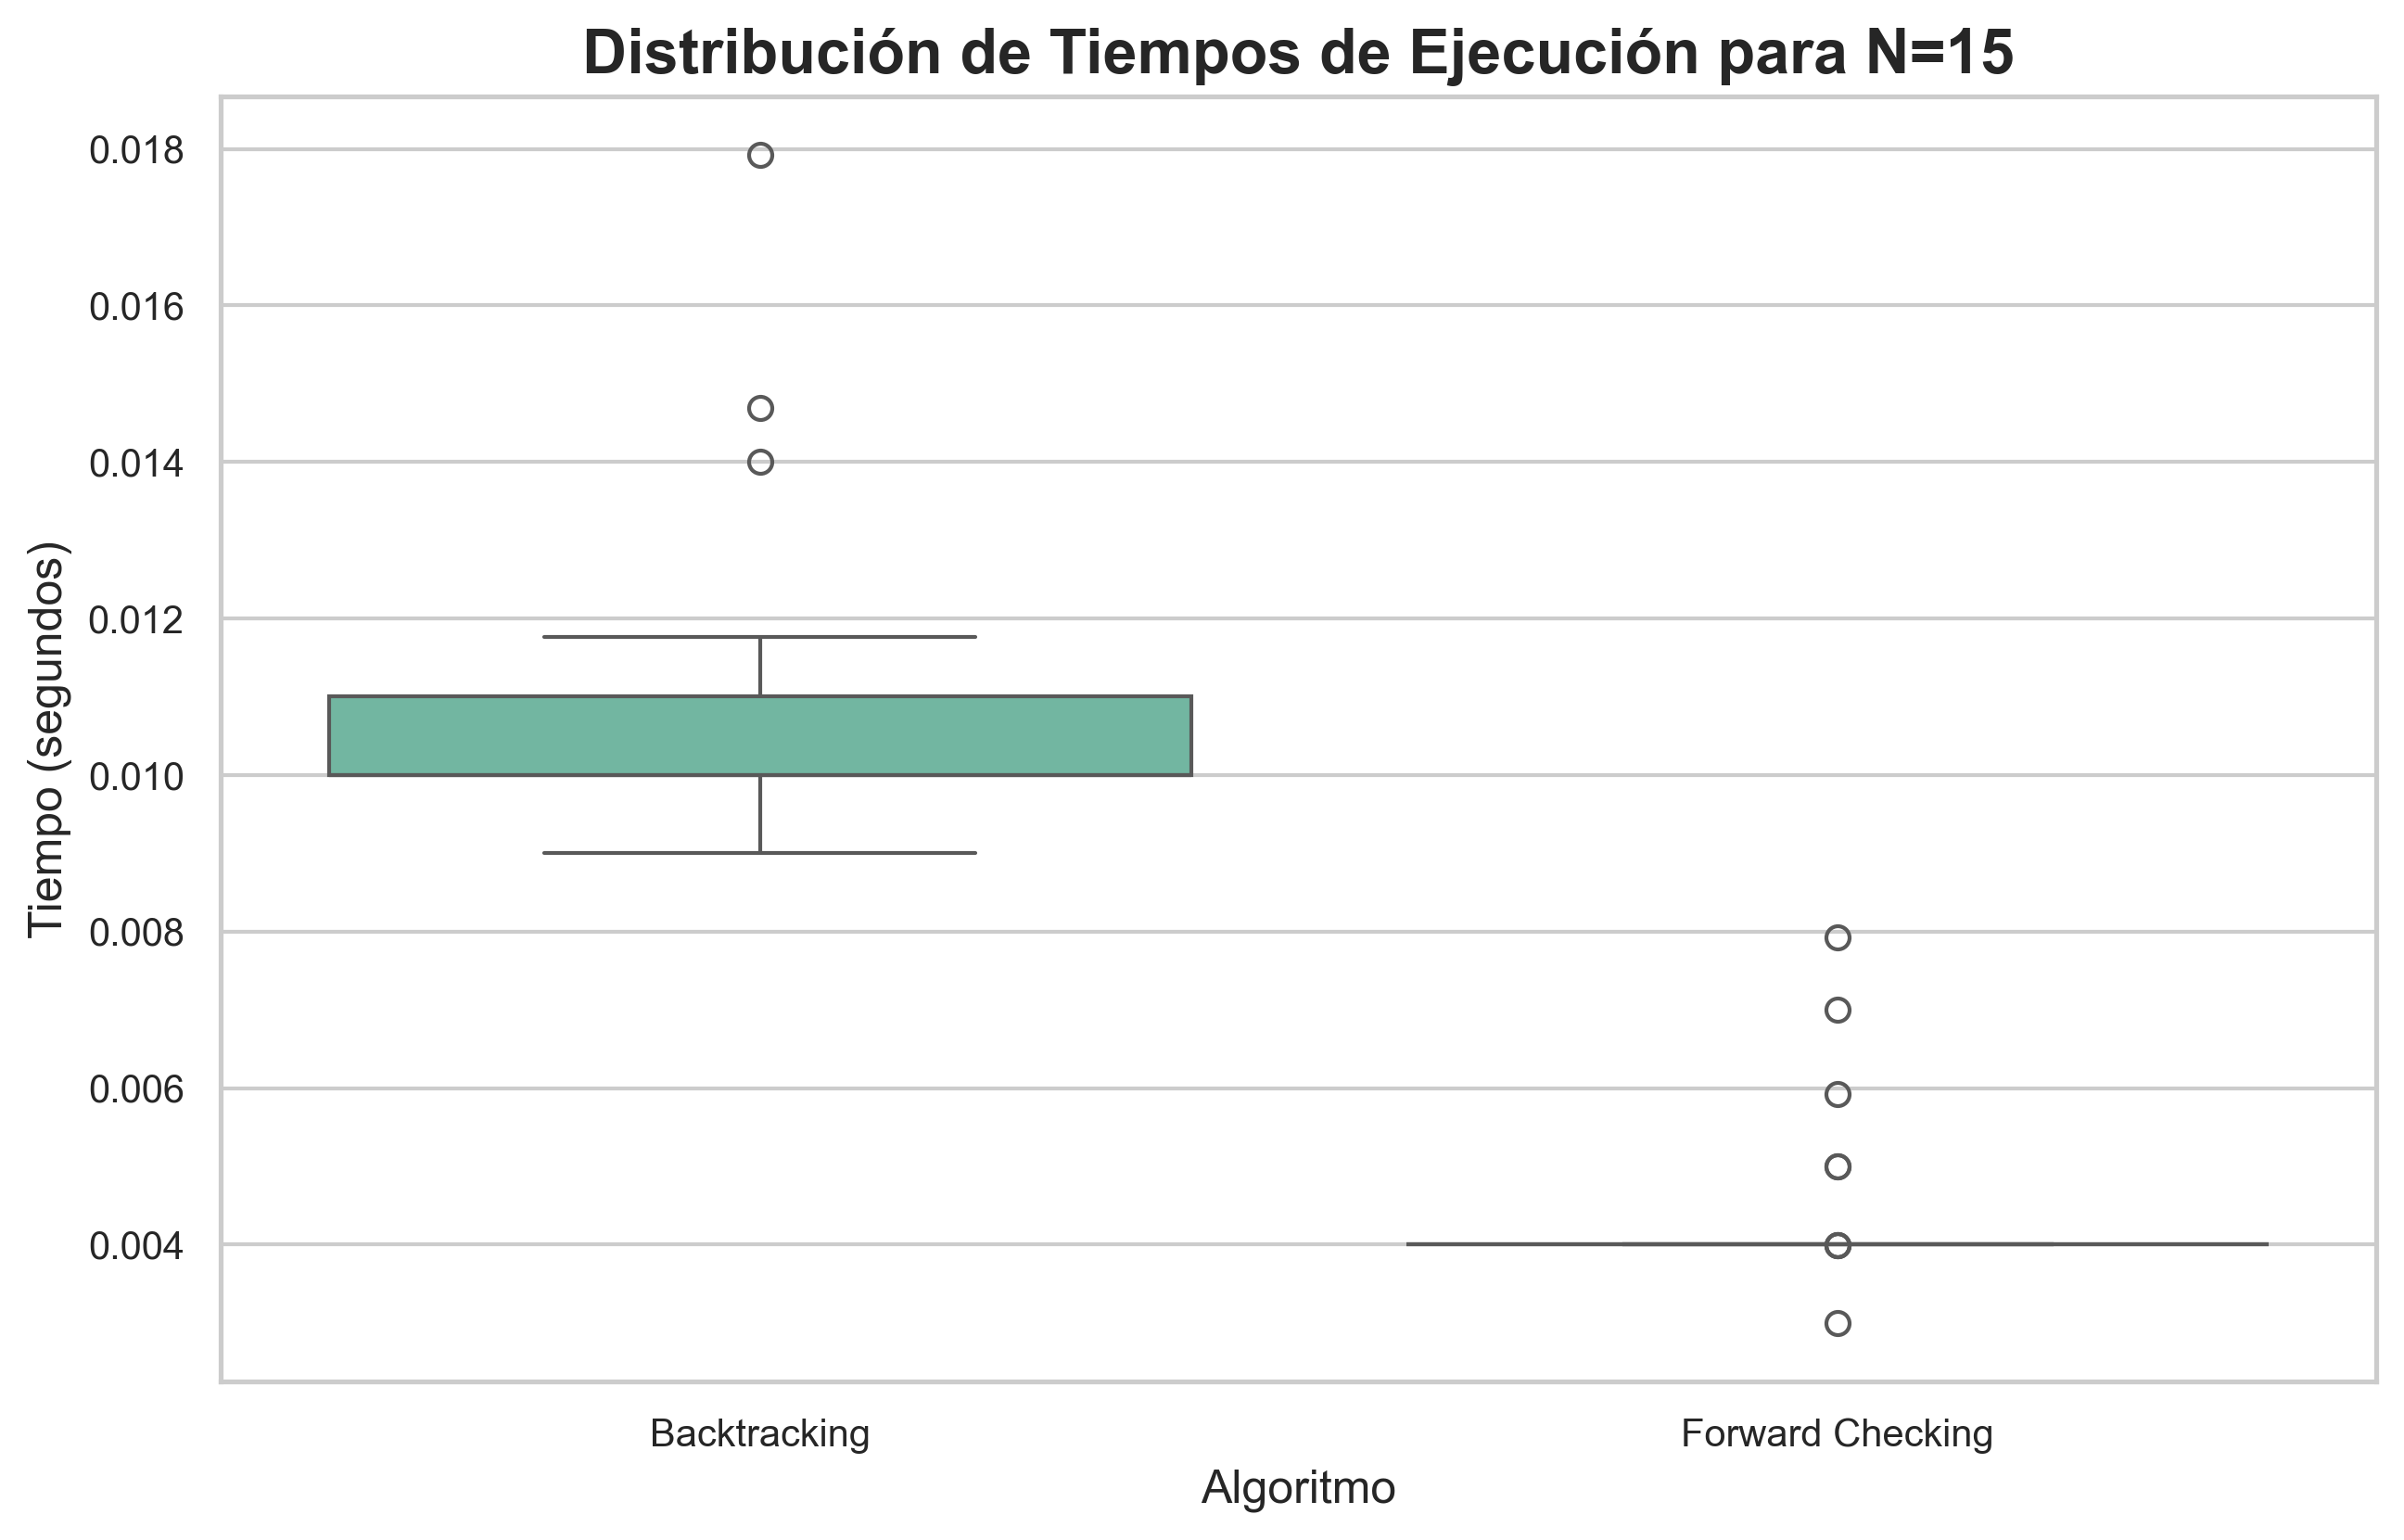 Distribución de Tiempos de Ejecución para N=15
Tiempo (segundos)
0.018
0.016
0.014
0.012
0.010
0.008
0.006
0.004
Backtracking
Forward Checking
Algoritmo